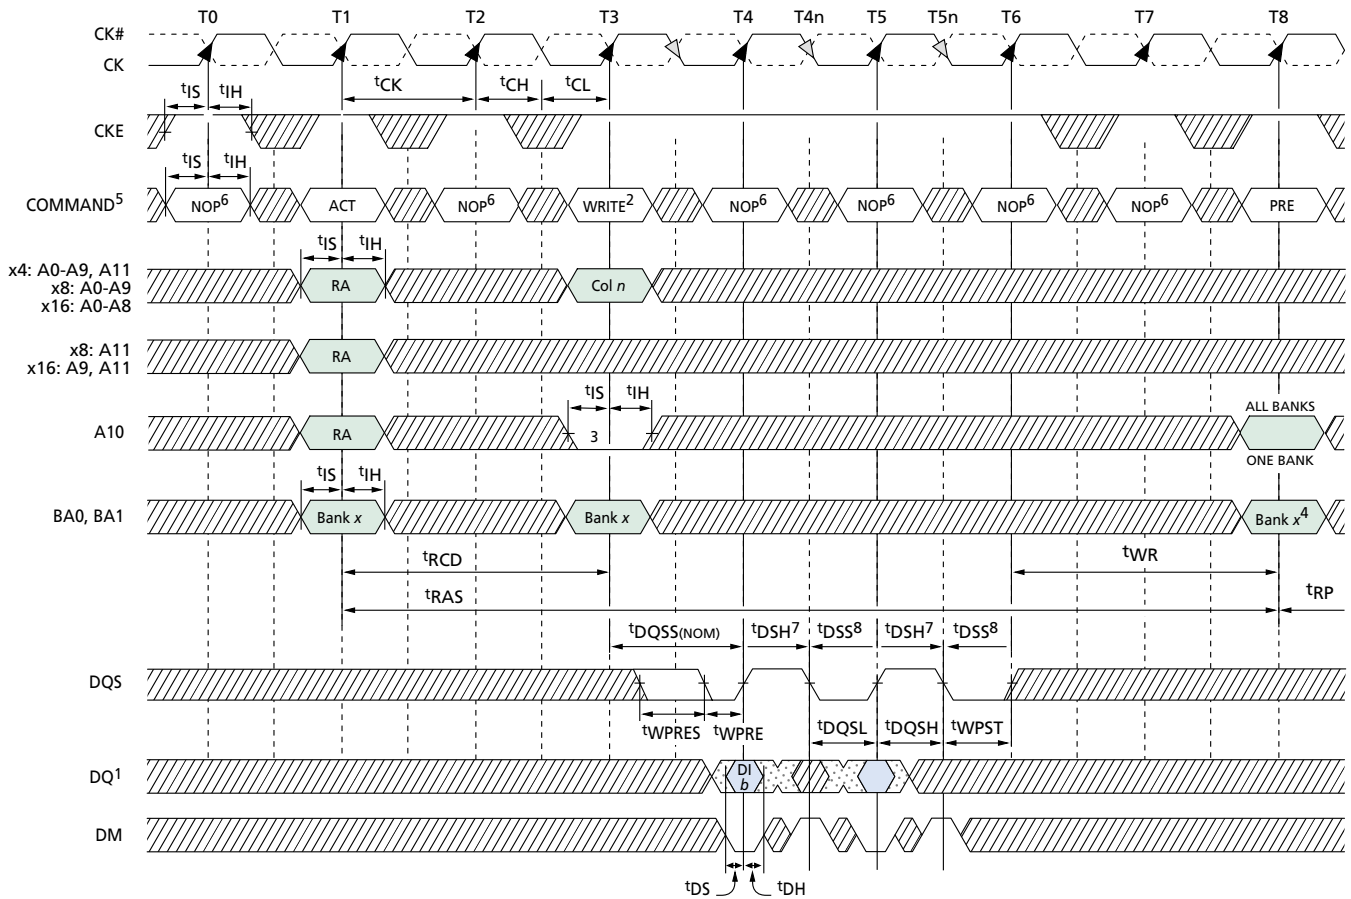 T0 T1 T2 T3 T4 T4n T5 T5n T6 T7 T8
CK#
CK
tCK tCH tCL
tIS tIH
CKE
tIS tIH
COMMAND5 NOP6 ACT NOP6 WRITE2 NOP6 NOP6 NOP6 NOP6 PRE
tIS tIH
x4: A0-A9, A11
x8: A0-A9
x16: A0-A8
RA Col n
x8: A11
x16: A9, A11
RA
tIS tIH
ALL BANKS
A10 RA 3
ONE BANK
tIS tIH
BA0, BA1 Bank x Bank x Bank x4
tRCD tWR
tRAS tRP
tDQSS(NOM) tDSH7 tDSS8 tDSH7 tDSS8
DQS
tWPRES tWPRE tDQSL tDQSH tWPST
DQ1 DI
b
DM
tDS tDH